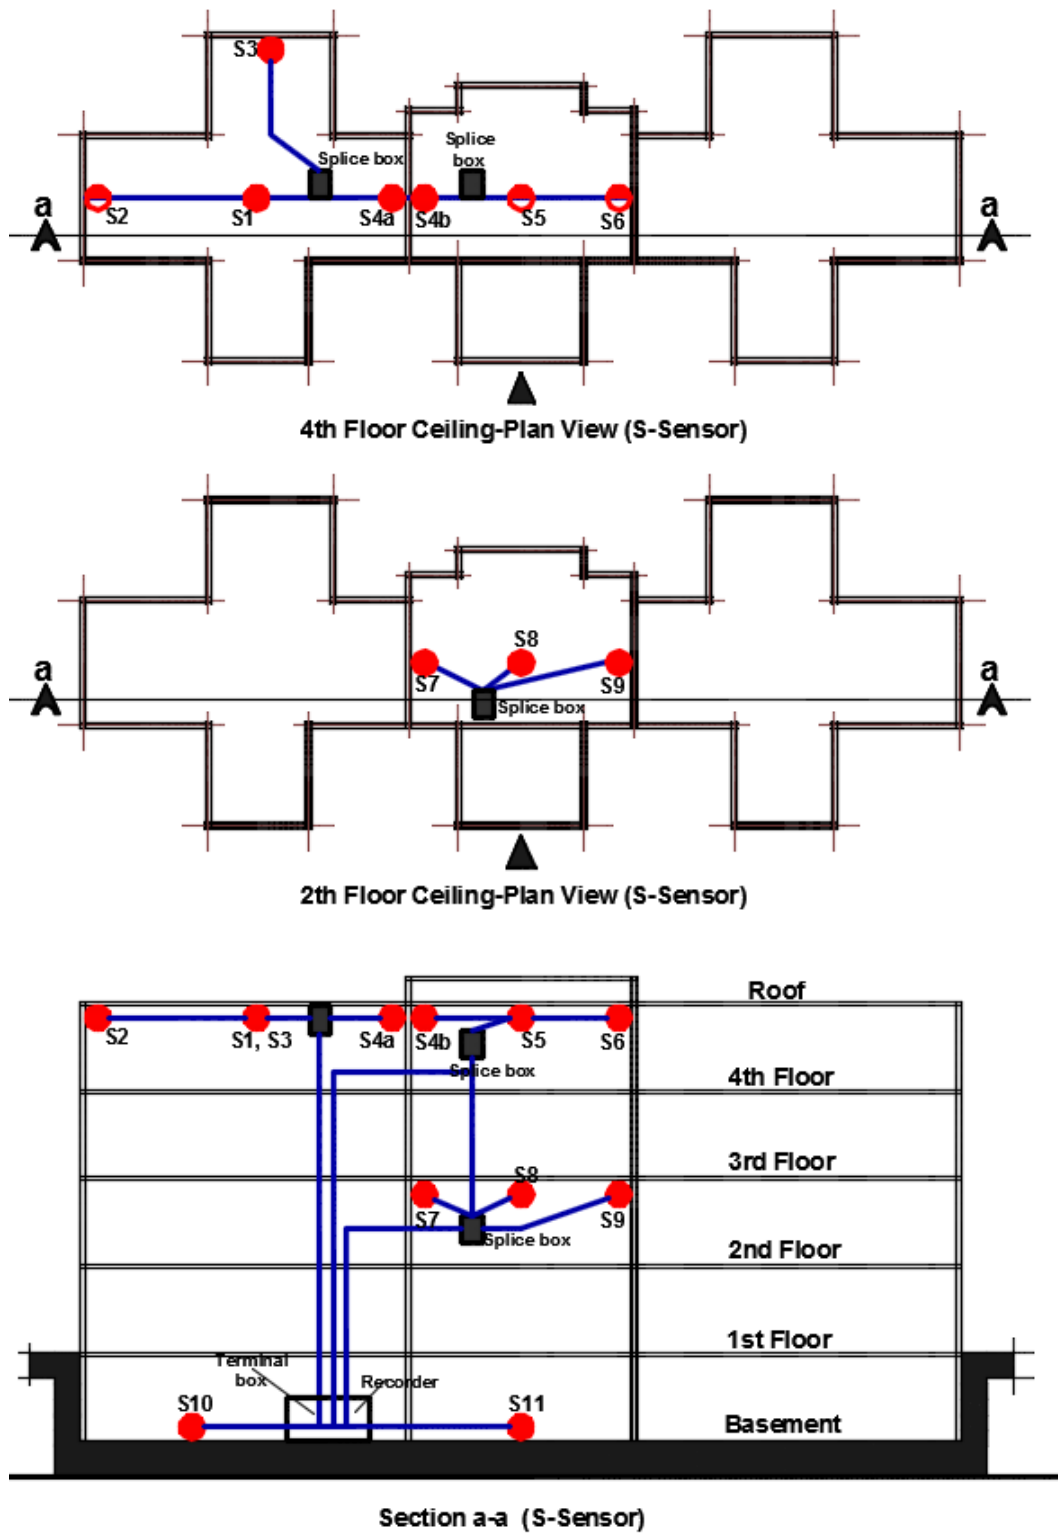 S3
Splice box
Splice
box
a
a
S2
S1
S4a
S4b
S5
S6
4th Floor Ceiling-Plan View (S-Sensor)
S8
a
a
S7
S9
Splice box
2th Floor Ceiling-Plan View (S-Sensor)
Roof
S2
S1, S3
S4a
S4b
S5
S6
Splice box
4th Floor
3rd Floor
S8
S7
S9
Splice box
2nd Floor
1st Floor
Terminal
box
Recorder
S10
S11
Basement
Section a-a (S-Sensor)